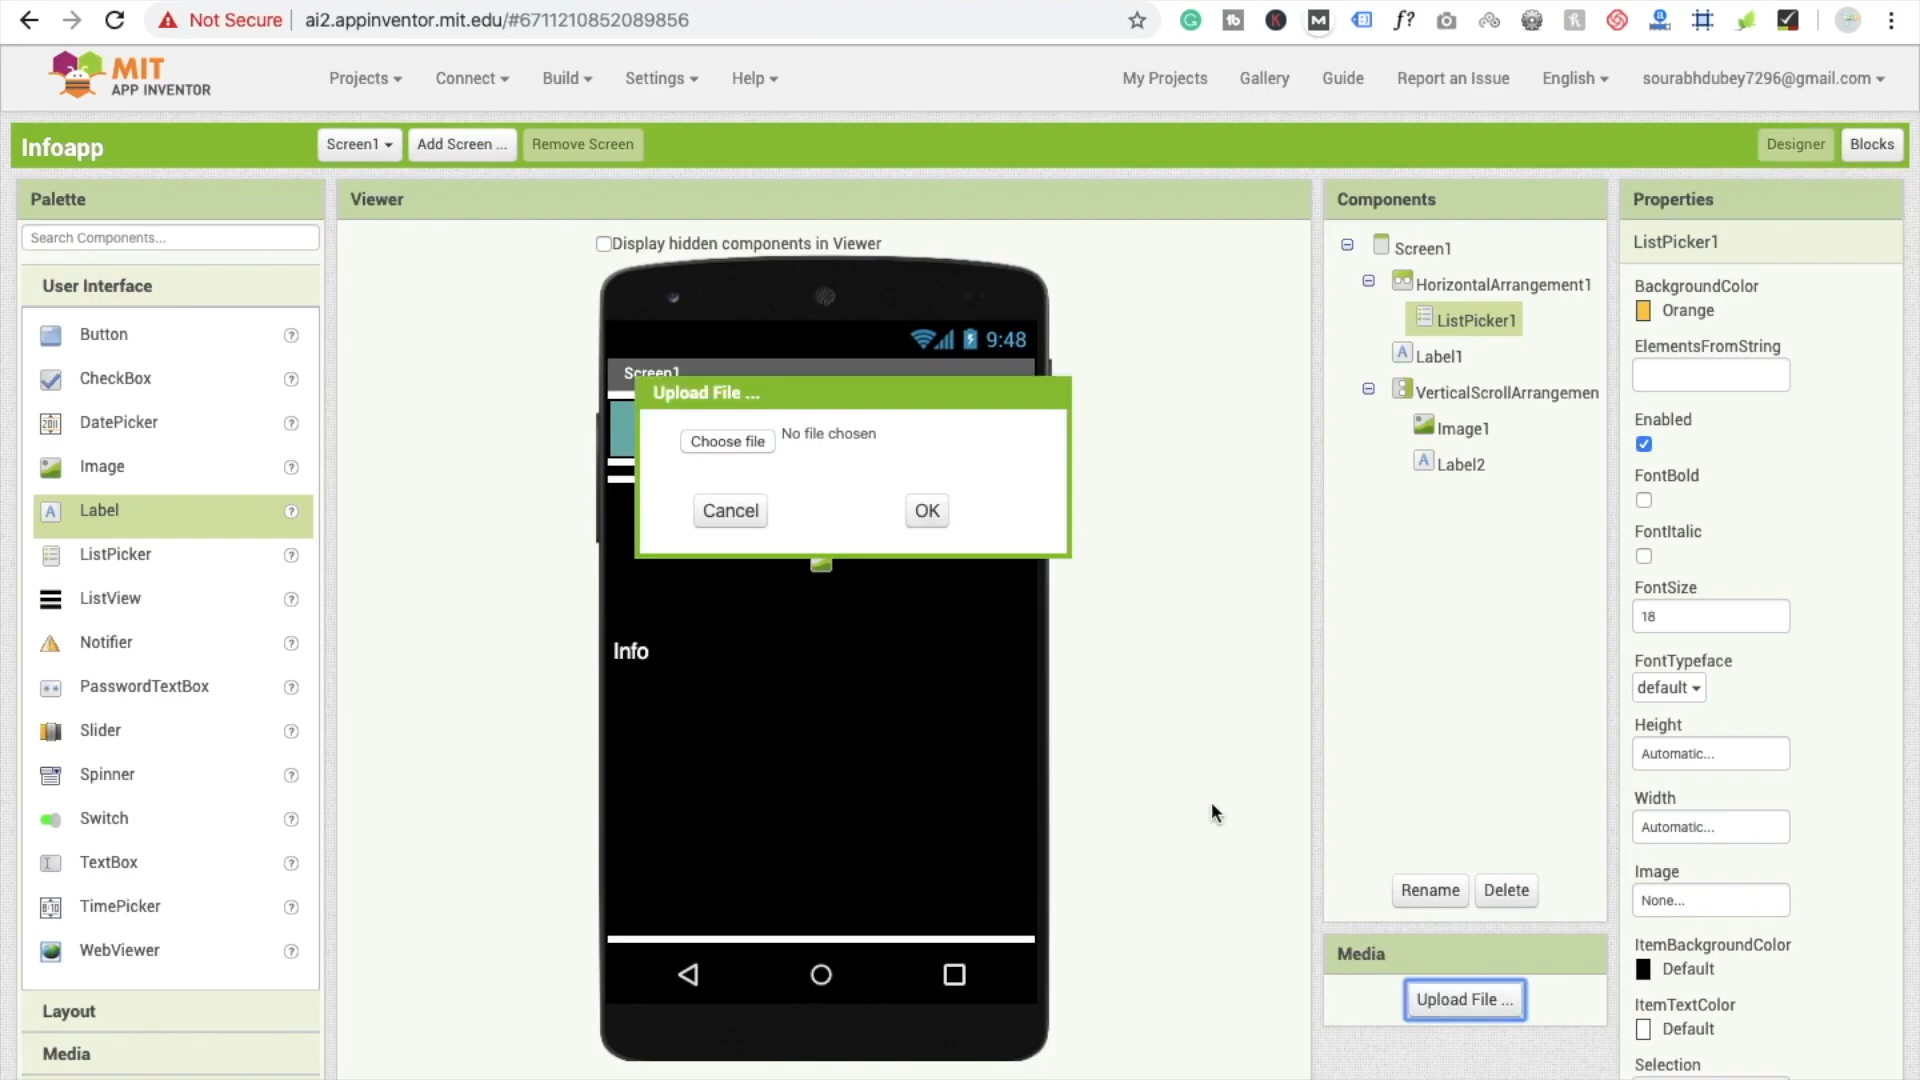 Not Secure ai2.appinventor.mit.edu/#6711210852089856
MIT
APP INVENTOR
Projects Connect Build Settings Help My Projects Gallery Guide Report an Issue English sourabhdubey7296@gmail.com
Infoapp Screen1 Add Screen ... Remove Screen Designer Blocks
Palette
Search Components...
User Interface
Button
CheckBox
DatePicker
Image
Label
ListPicker
ListView
Notifier
PasswordTextBox
Slider
Spinner
Switch
TextBox
TimePicker
WebViewer
Layout
Media
Viewer
Display hidden components in Viewer
9:48
Screen1
Upload File ...
Choose file No file chosen
Cancel OK
Info
Components
Screen1
HorizontalArrangement1
ListPicker1
Label1
VerticalScrollArrangemen
Image1
Label2
Rename Delete
Media
Upload File ...
Properties
ListPicker1
BackgroundColor
Orange
ElementsFromString
Enabled
FontBold
FontItalic
FontSize
18
FontTypeface
default
Height
Automatic...
Width
Automatic...
Image
None...
ItemBackgroundColor
Default
ItemTextColor
Default
Selection